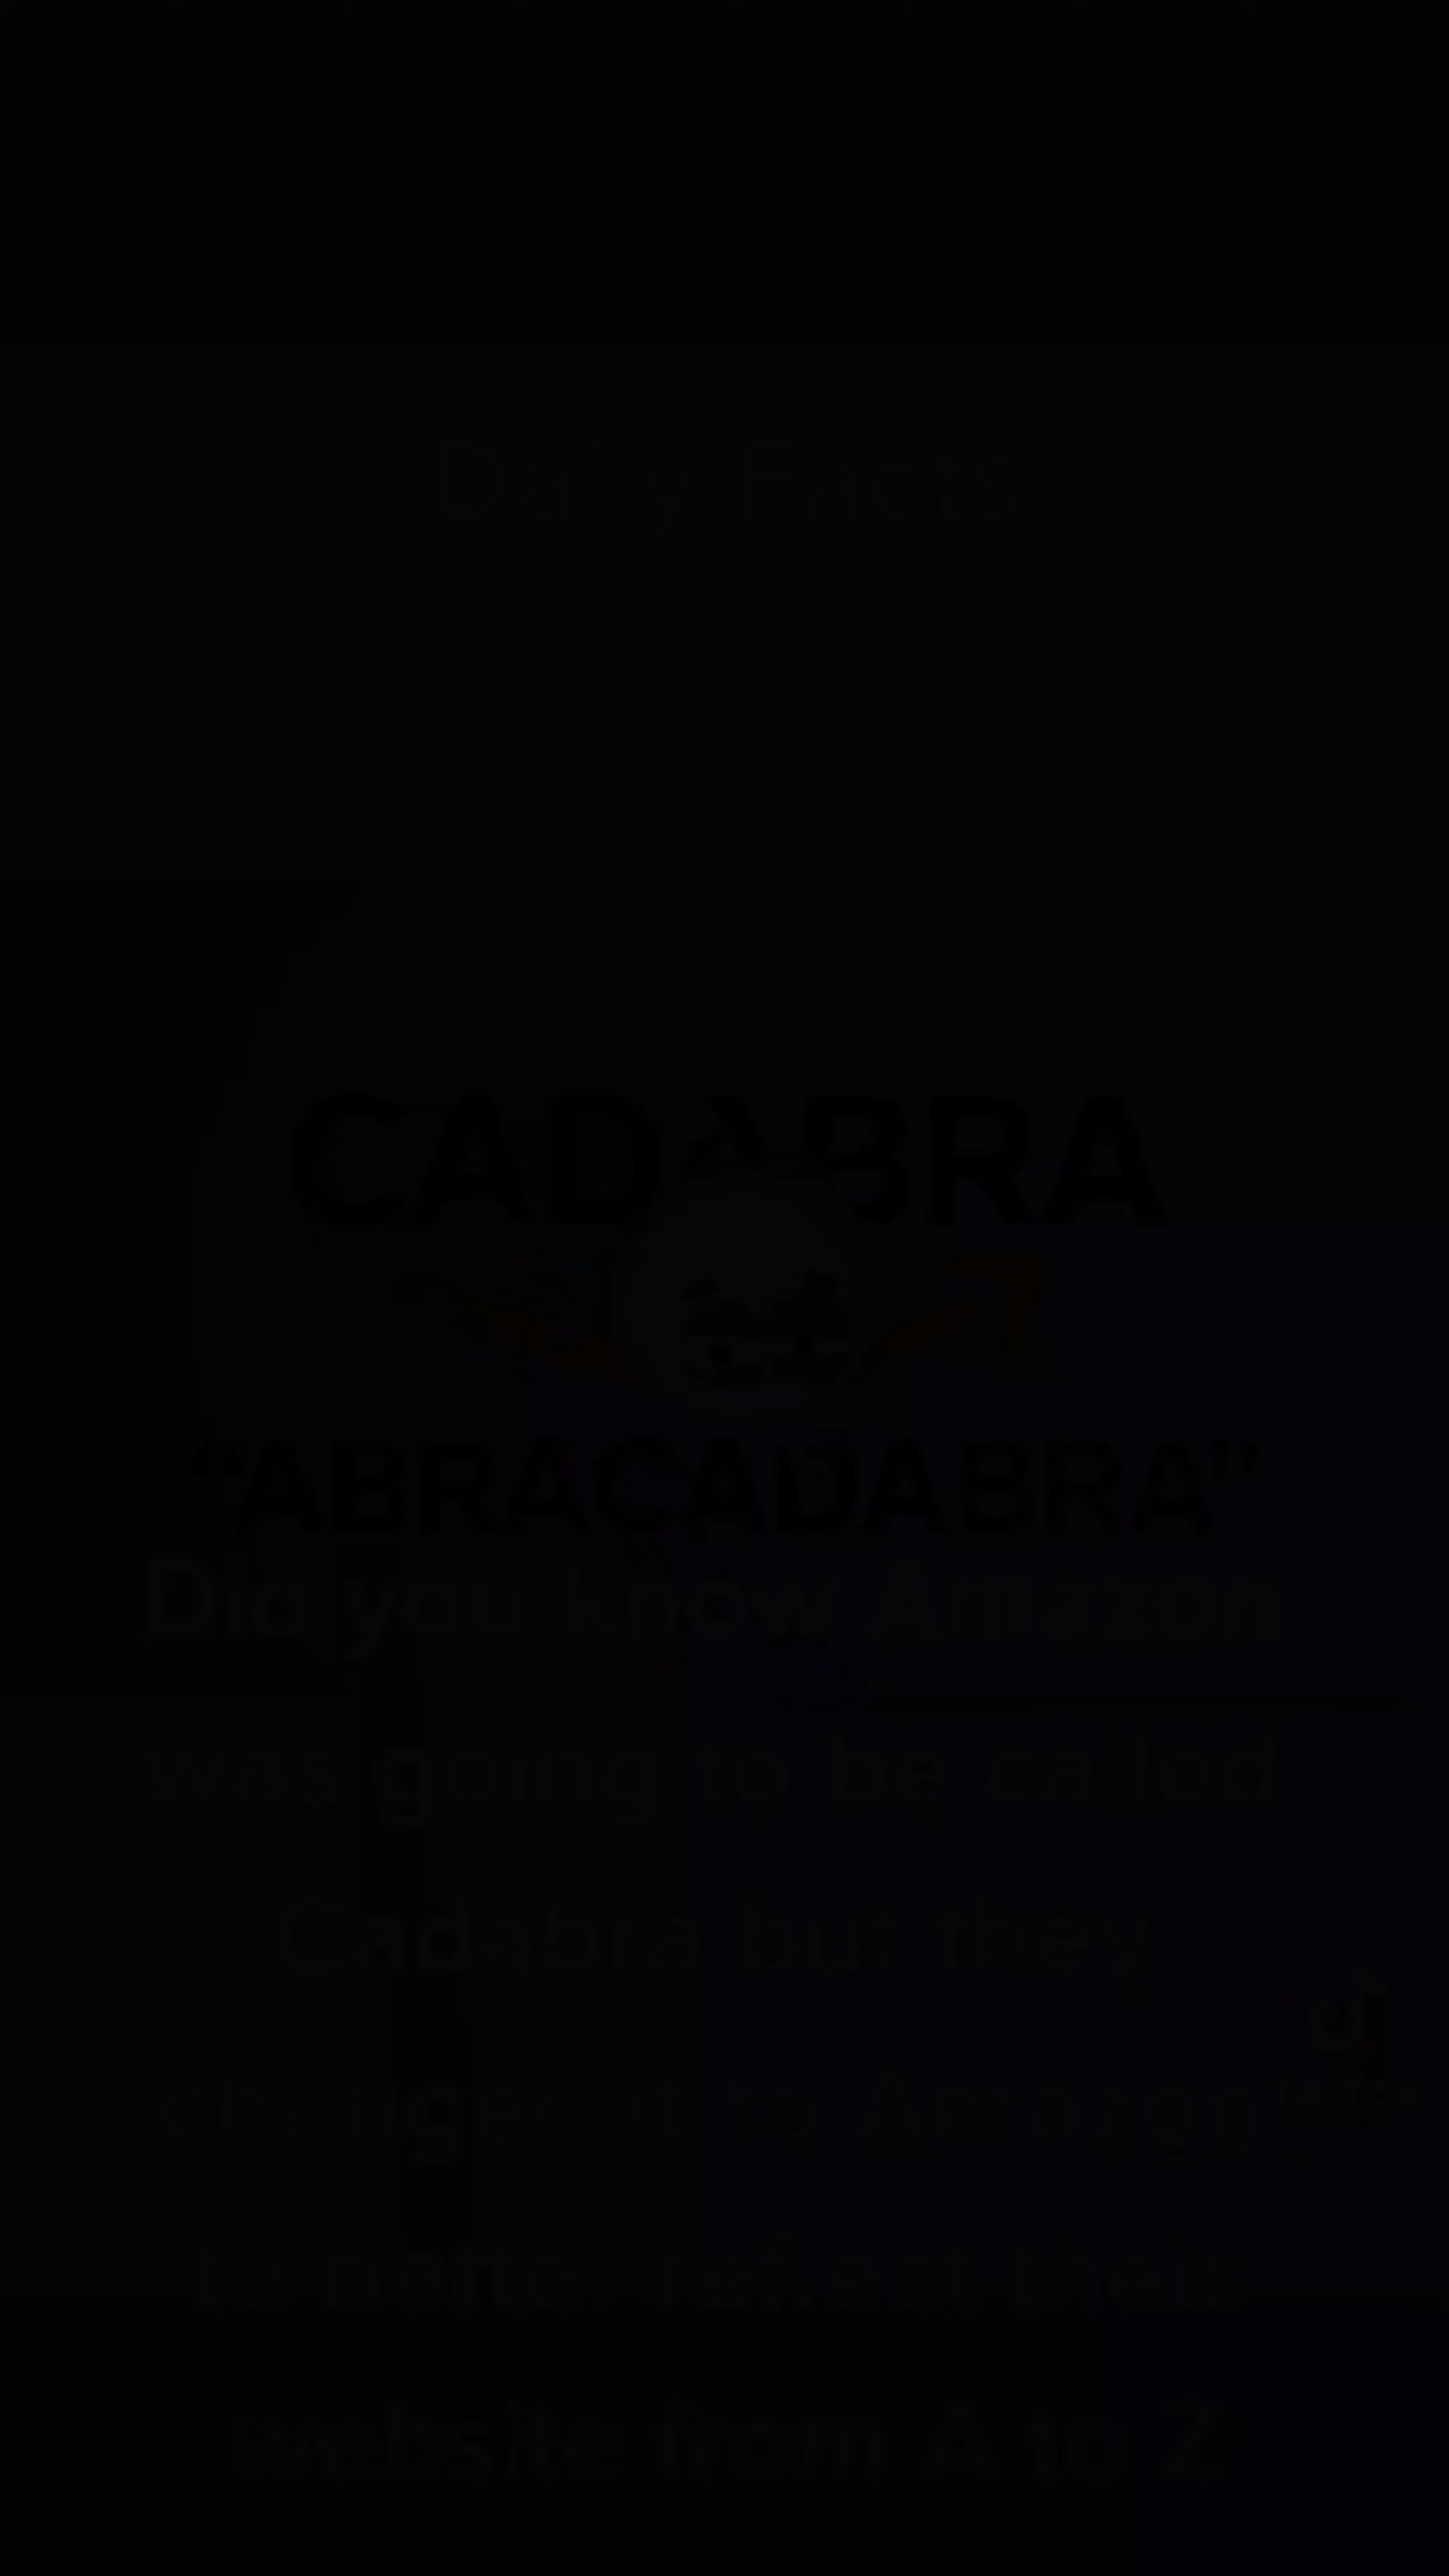 Daily Facts
CADABRA
“ABRACADABRA”
Did you know Amazon
was going to be called
Cadabra but they
changed it to Amazon
to better reflect their
website from A to Z